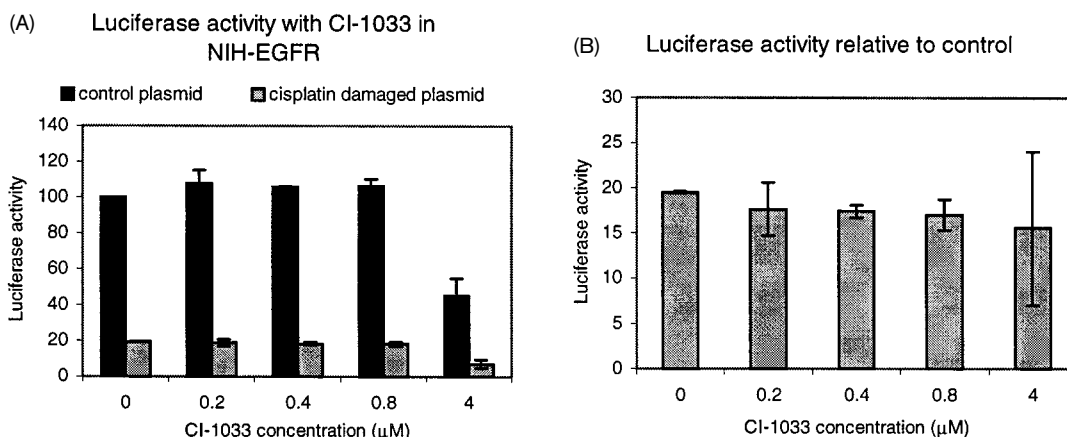 (A)
Luciferase activity with CI-1033 in
NIH-EGFR
control plasmid
cisplatin damaged plasmid
140
120
100
80
60
40
20
0
Luciferase activity
0 0.2 0.4 0.8 4
CI-1033 concentration (μM)
(B)
Luciferase activity relative to control
30
25
20
15
10
5
0
Luciferase activity
0 0.2 0.4 0.8 4
CI-1033 concentration (μM)